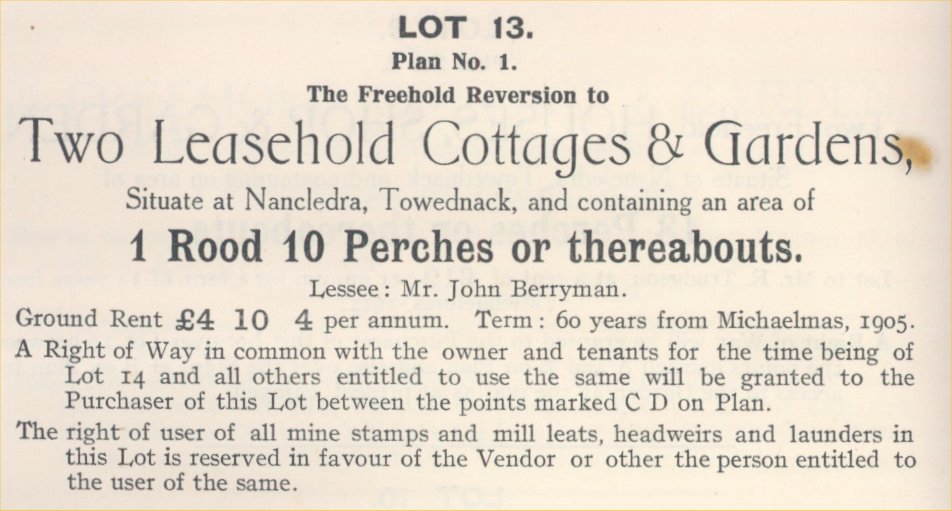 LOT 13.
Plan No. 1.
The Freehold Reversion to
Two Leasehold Cottages & Gardens,
Situate at Nancledra, Towednack, and containing an area of
1 Rood 10 Perches or thereabouts.
Lessee: Mr. John Berryman.
Ground Rent £4 10 4 per annum. Term: 60 years from Michaelmas, 1905.
A Right of Way in common with the owner and tenants for the time being of
Lot 14 and all others entitled to use the same will be granted to the
Purchaser of this Lot between the points marked C D on Plan.
The right of user of all mine stamps and mill leats, headweirs and launders in
this Lot is reserved in favour of the Vendor or other the person entitled to
the user of the same.